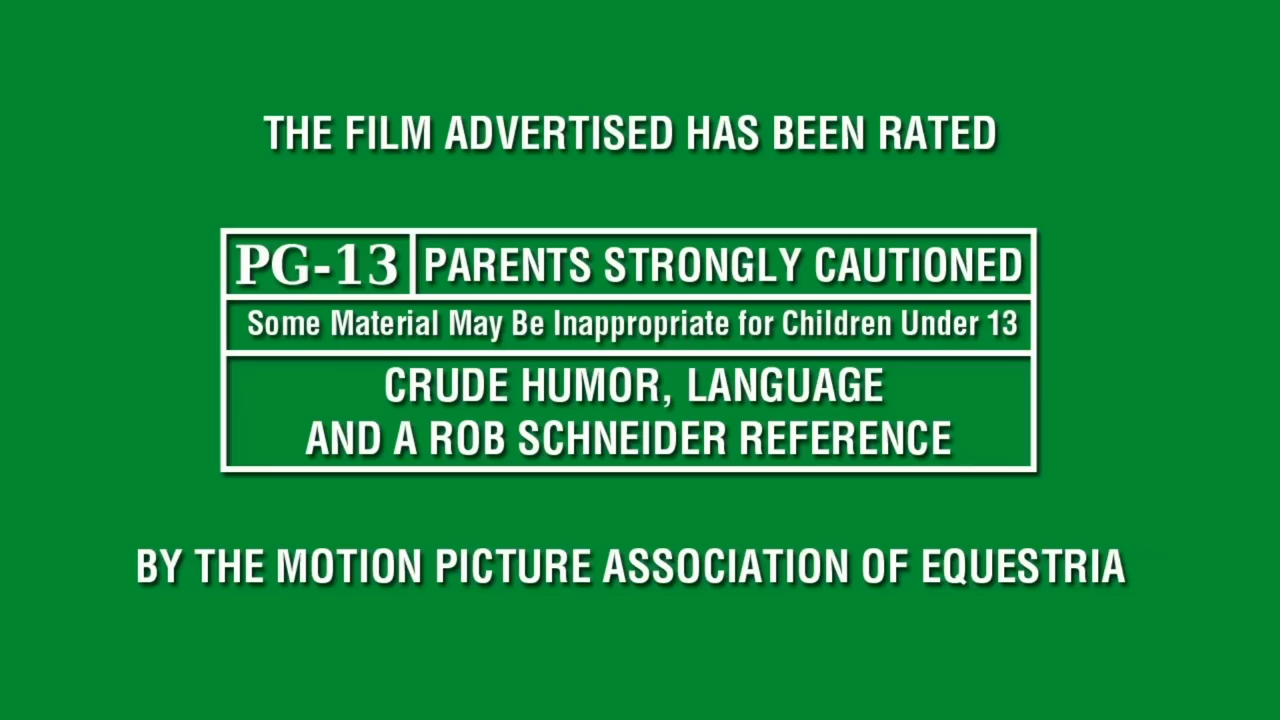 THE FILM ADVERTISED HAS BEEN RATED
PG-13 PARENTS STRONGLY CAUTIONED
Some Material May Be Inappropriate for Children Under 13
CRUDE HUMOR, LANGUAGE
AND A ROB SCHNEIDER REFERENCE
BY THE MOTION PICTURE ASSOCIATION OF EQUESTRIA